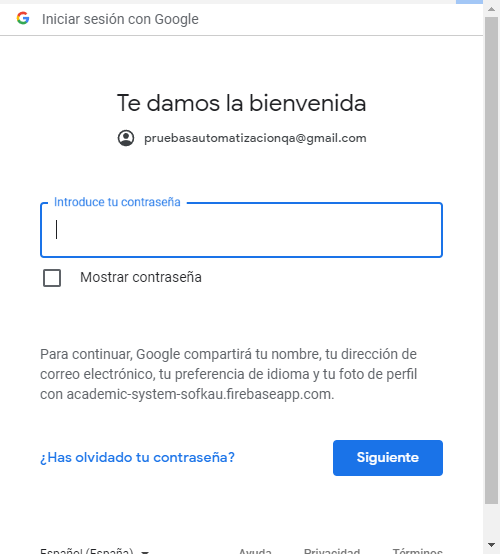 Iniciar sesión con Google
Te damos la bienvenida
pruebasautomatizacionqa@gmail.com
Introduce tu contraseña
Mostrar contraseña
Para continuar, Google compartirá tu nombre, tu dirección de
correo electrónico, tu preferencia de idioma y tu foto de perfil
con academic-system-sofkau.firebaseapp.com.
¿Has olvidado tu contraseña? Siguiente
Español (España) Ayuda Privacidad Términos